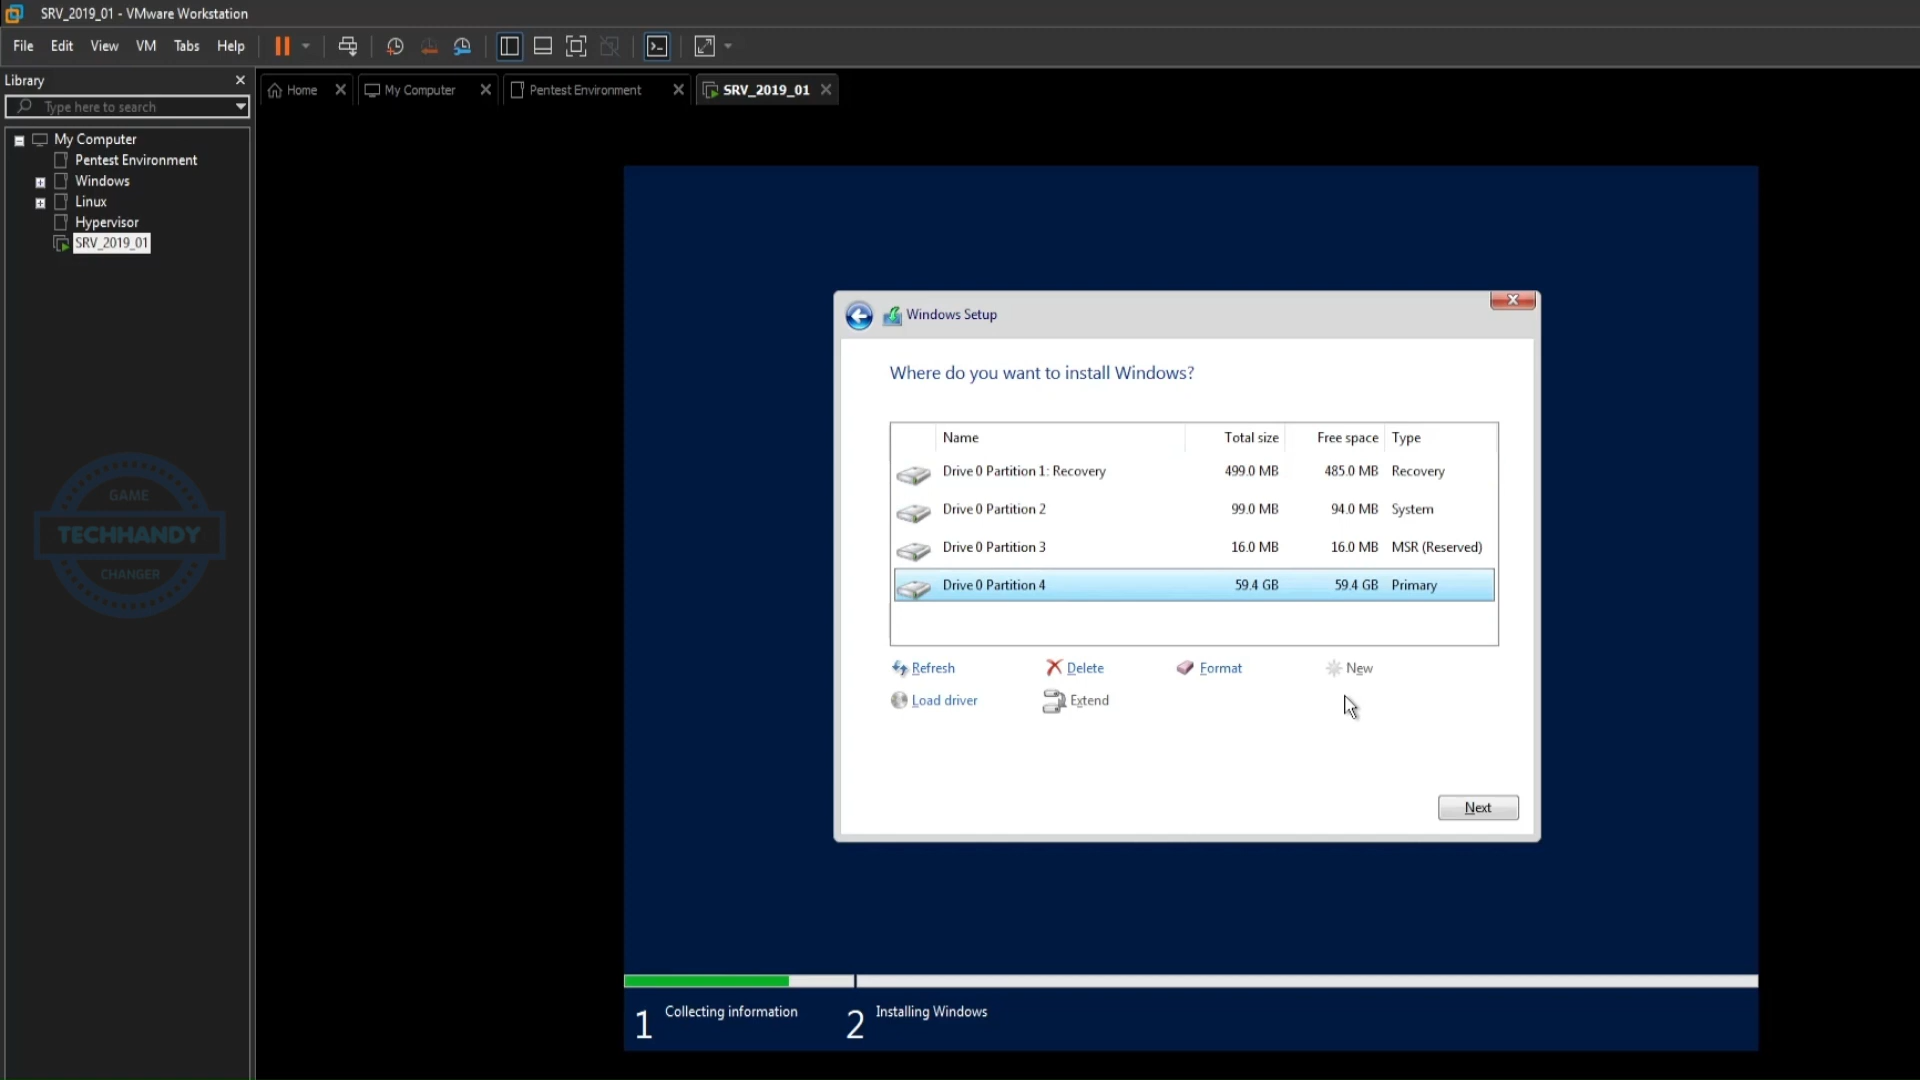 SRV_2019_01 - VMware Workstation
File Edit View VM Tabs Help
Library
Type here to search
Home My Computer Pentest Environment SRV_2019_01
My Computer
Pentest Environment
Windows
Linux
Hypervisor
SRV_2019_01
GAME
TECHHANDY
CHANGER
Windows Setup
Where do you want to install Windows?
Name Total size Free space Type
Drive 0 Partition 1: Recovery 499.0 MB 485.0 MB Recovery
Drive 0 Partition 2 99.0 MB 94.0 MB System
Drive 0 Partition 3 16.0 MB 16.0 MB MSR (Reserved)
Drive 0 Partition 4 59.4 GB 59.4 GB Primary
Refresh Delete Format New
Load driver Extend
Next
1 Collecting information 2 Installing Windows